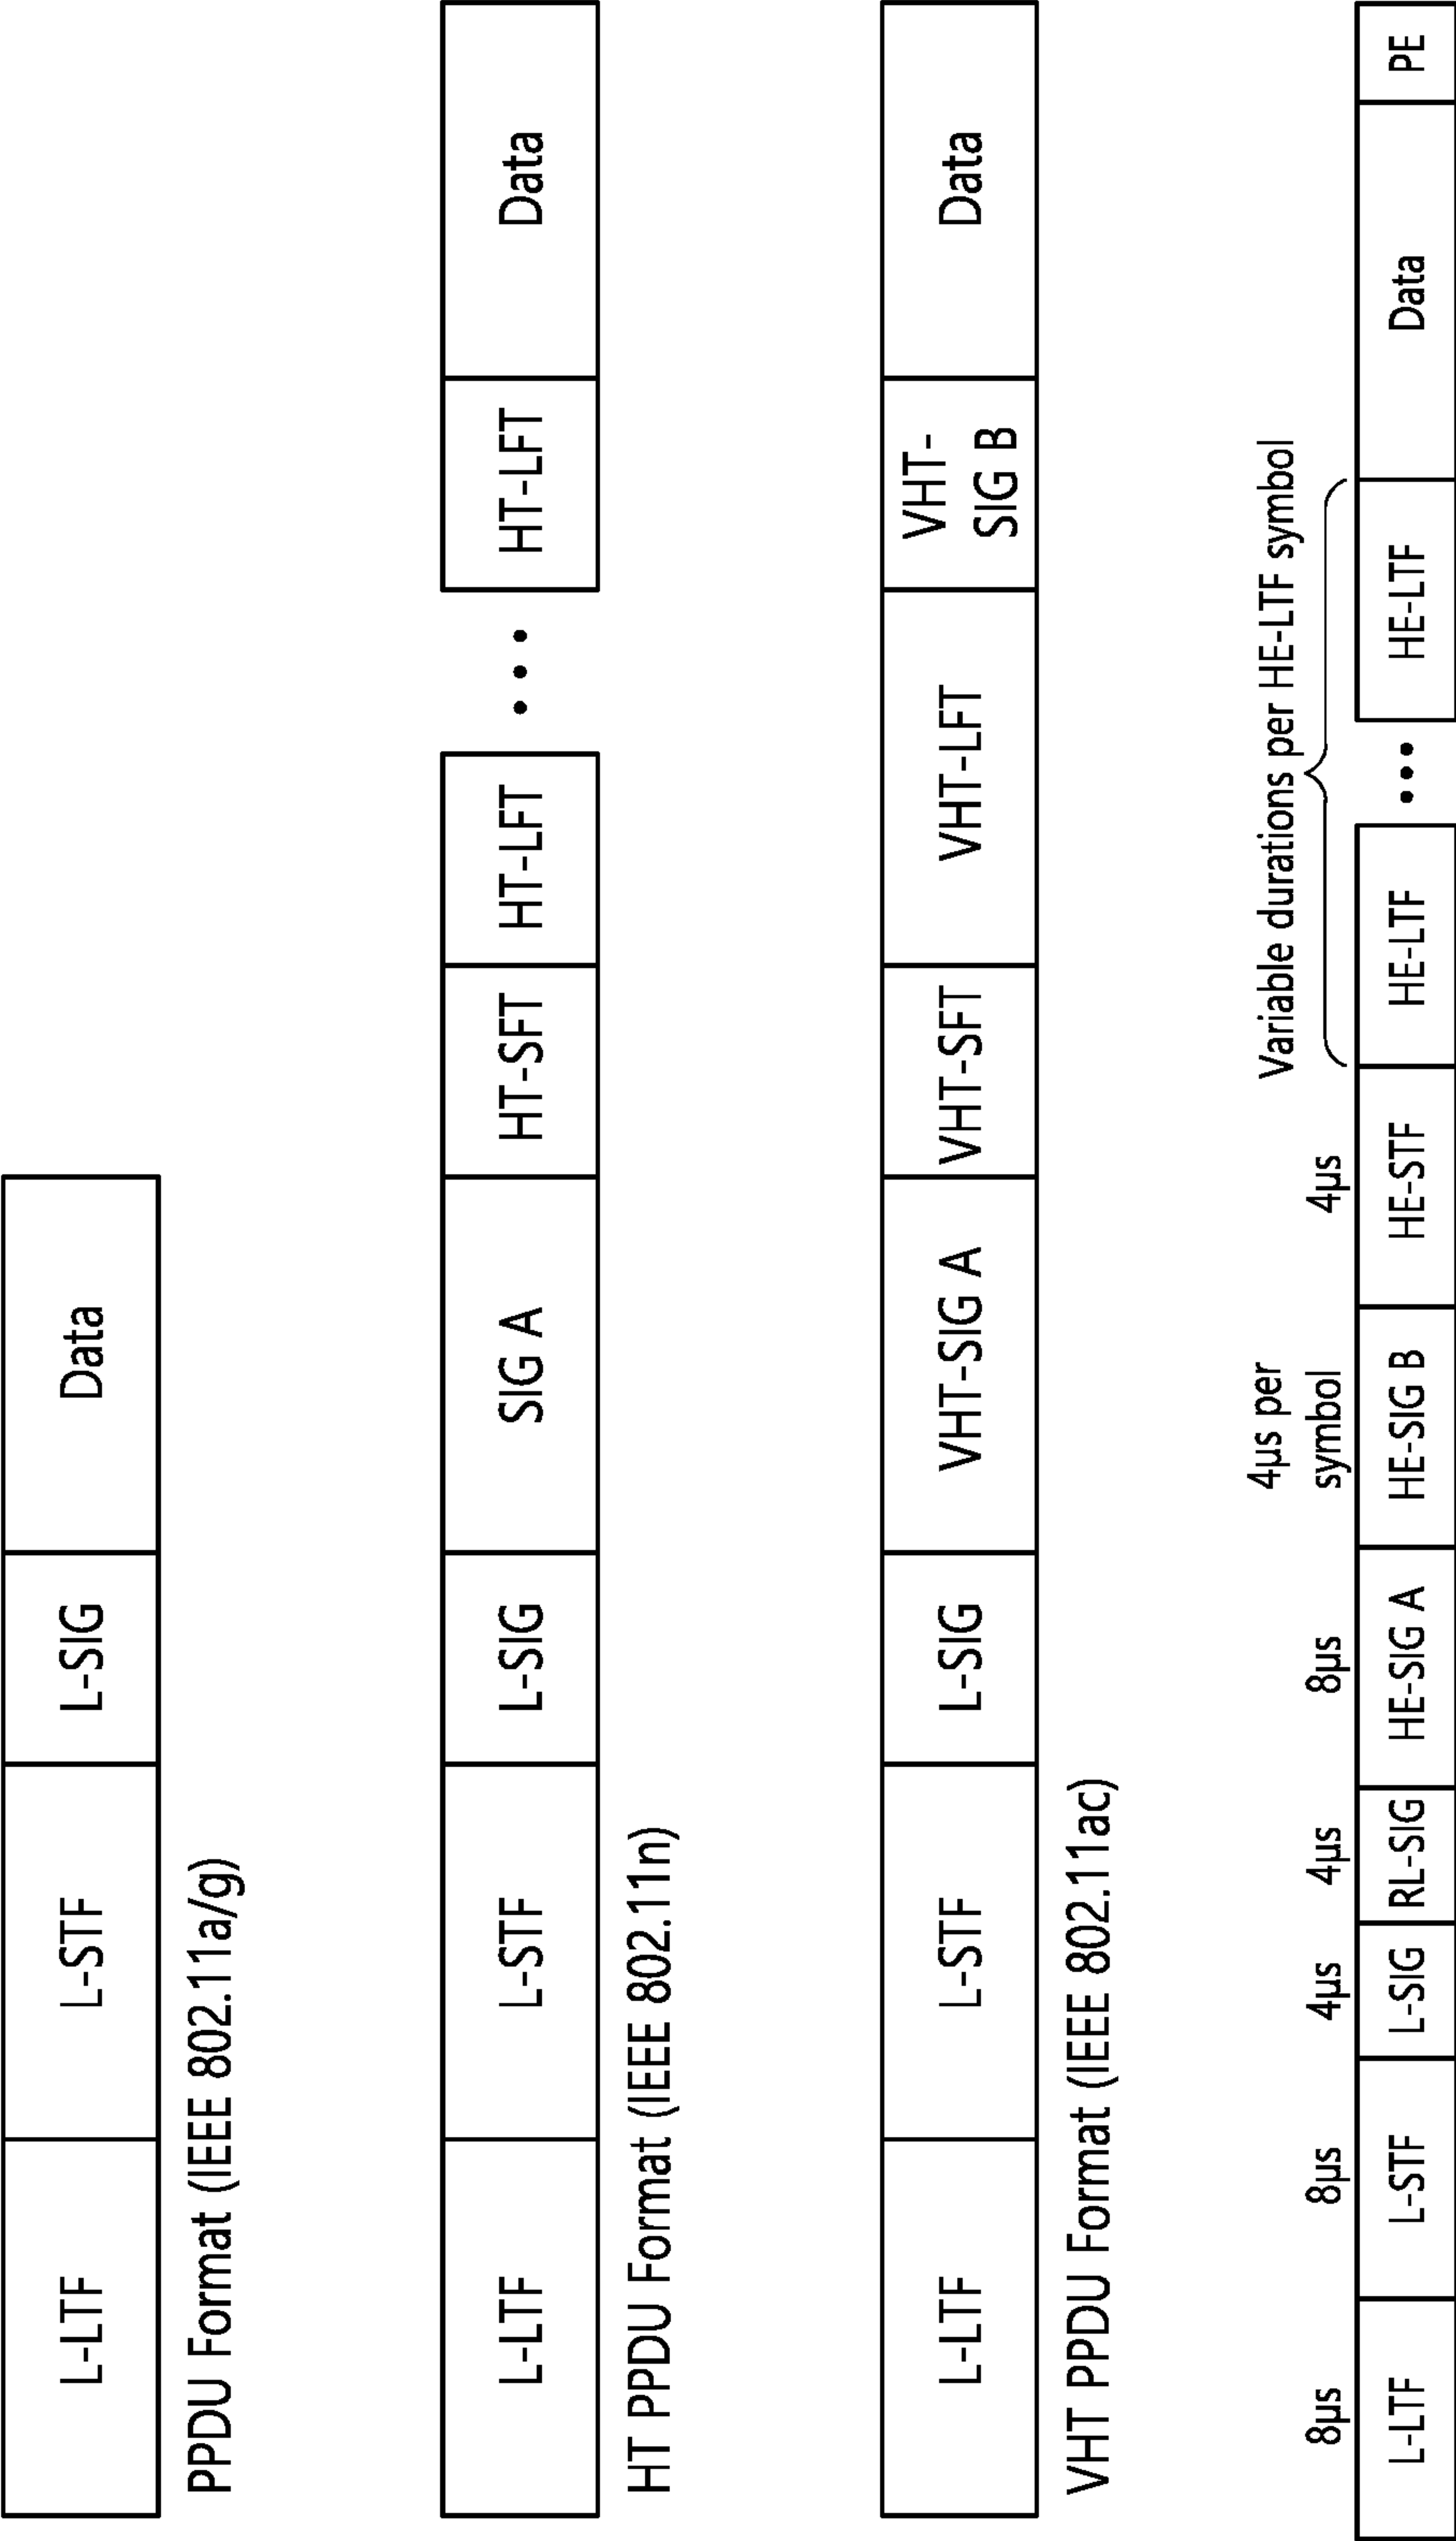 L-LTF L-STF L-SIG Data
PPDU Format (IEEE 802.11a/g)
L-LTF L-STF L-SIG SIG A HT-SFT HT-LFT ••• HT-LFT Data
HT PPDU Format (IEEE 802.11n)
L-LTF L-STF L-SIG VHT-SIG A VHT-SFT VHT-LFT VHT-
SIG B Data
VHT PPDU Format (IEEE 802.11ac)
Variable durations per HE-LTF symbol
8µs 8µs 4µs 4µs 8µs 4µs per
symbol 4µs
L-LTF L-STF L-SIG RL-SIG HE-SIG A HE-SIG B HE-STF HE-LTF ••• HE-LTF Data PE